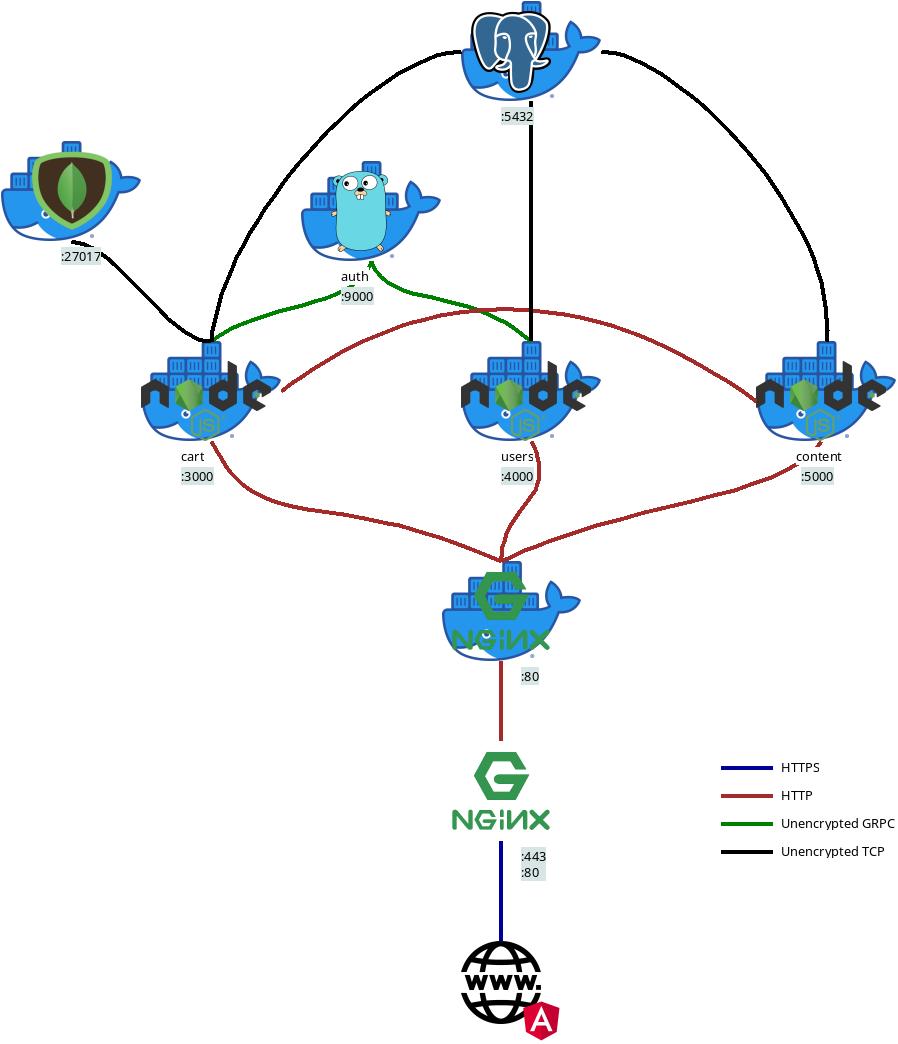 :5432
:27017
auth
:9000
node
JS
node
JS
node
JS
cart
:3000
users
:4000
content
:5000
G
NGiNX
:80
G
NGiNX
HTTPS
HTTP
Unencrypted GRPC
Unencrypted TCP
:443
:80
www.
A